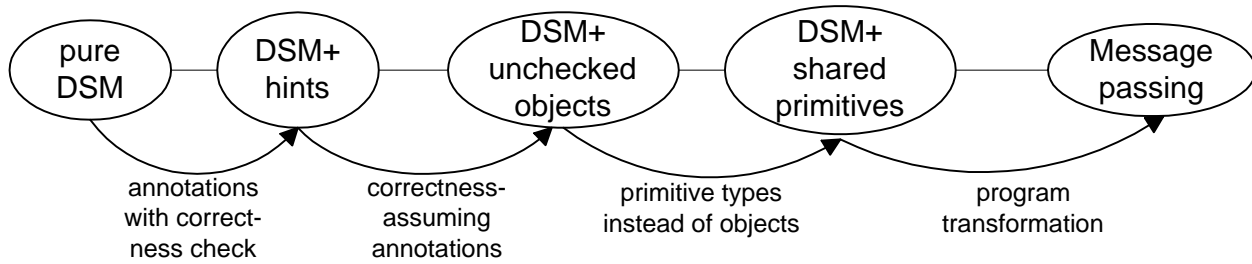 pure
DSM
DSM+
hints
DSM+
unchecked
objects
DSM+
shared
primitives
Message
passing
annotations
with correct-
ness check
correctness-
assuming
annotations
primitive types
instead of objects
program
transformation